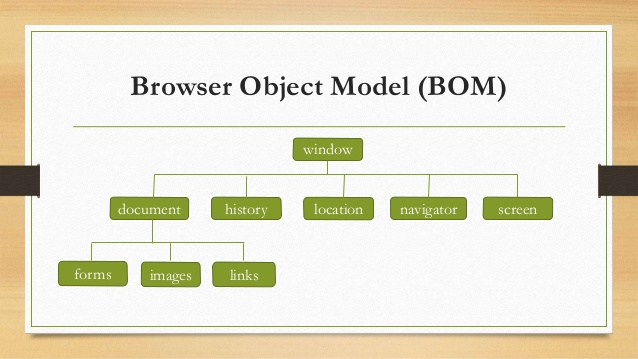 Browser Object Model (BOM)
window
document history location navigator screen
forms images links